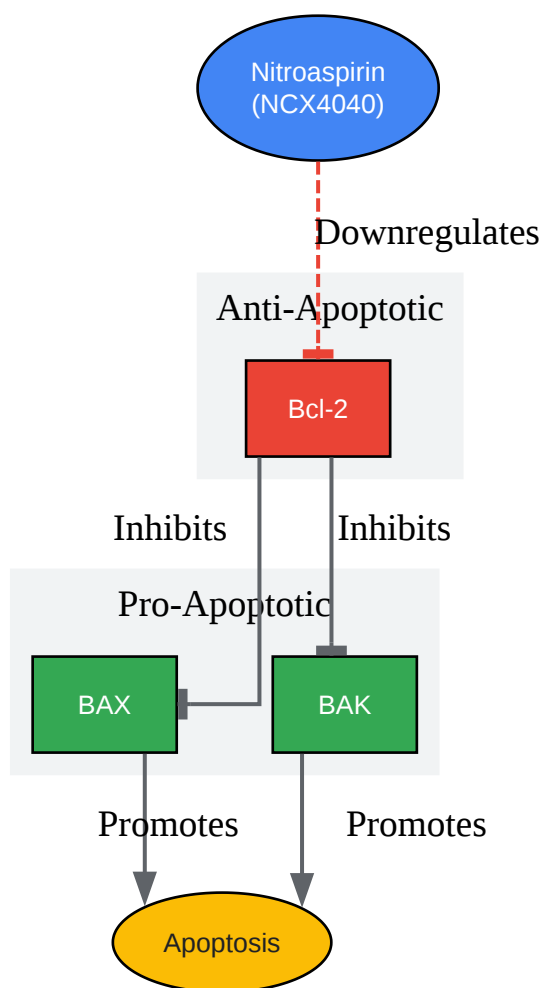 Nitroaspirin
(NCX4040)
Downregulates
Anti-Apoptotic
Bcl-2
Inhibits
Inhibits
Pro-Apoptotic
BAX
BAK
Promotes
Promotes
Apoptosis